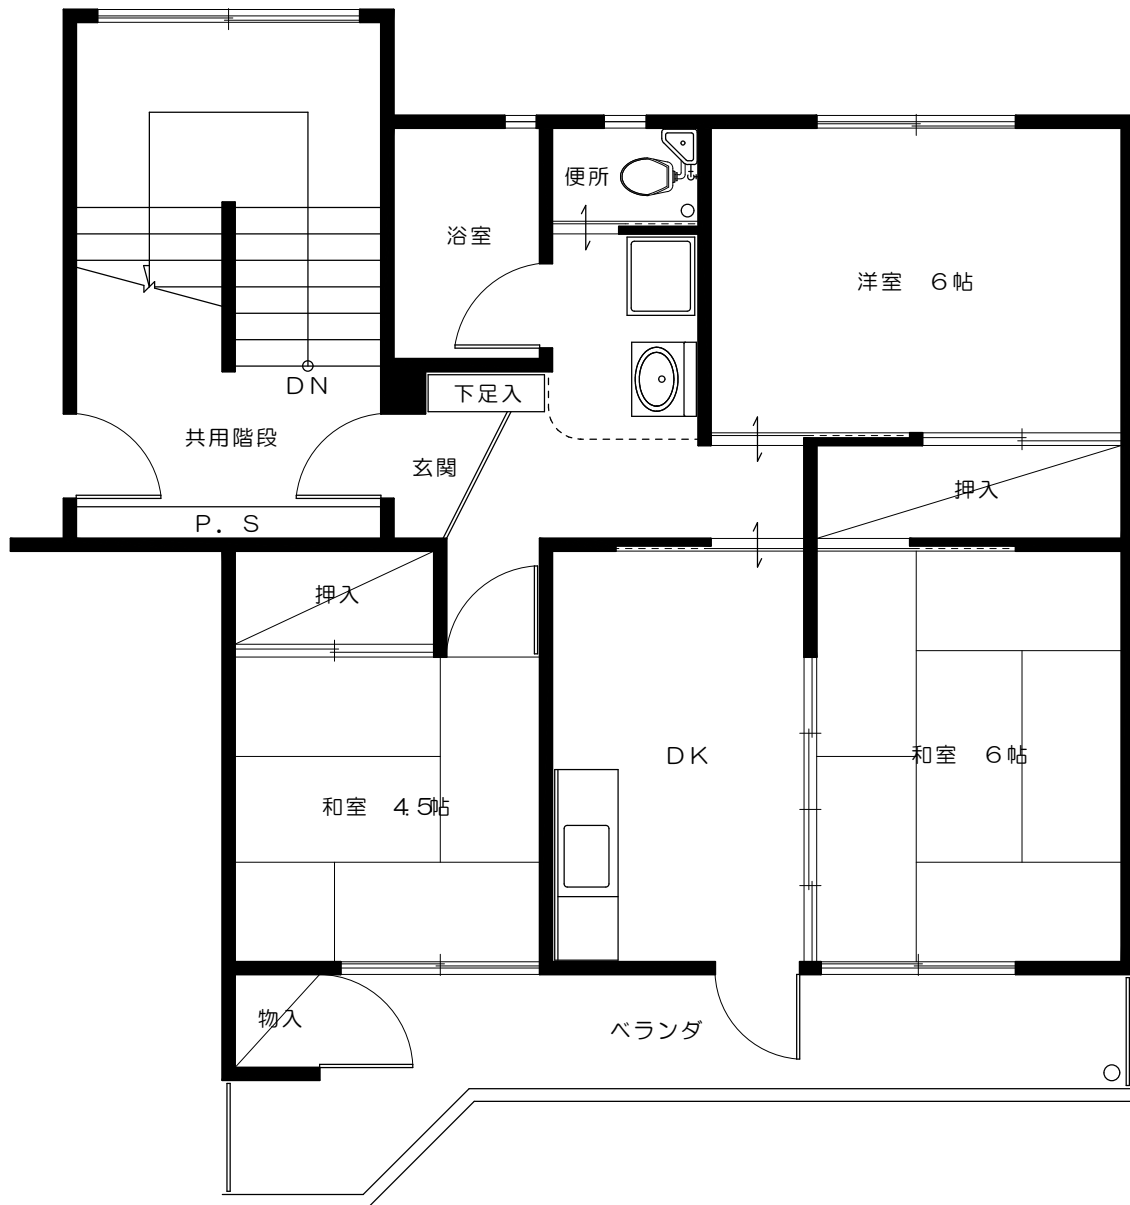 便所
浴室
洋室 6帖
DN
下足入
共用階段
玄関
押入
P．S
押入
DK
和室 6帖
和室 4.5帖
物入
ベランダ